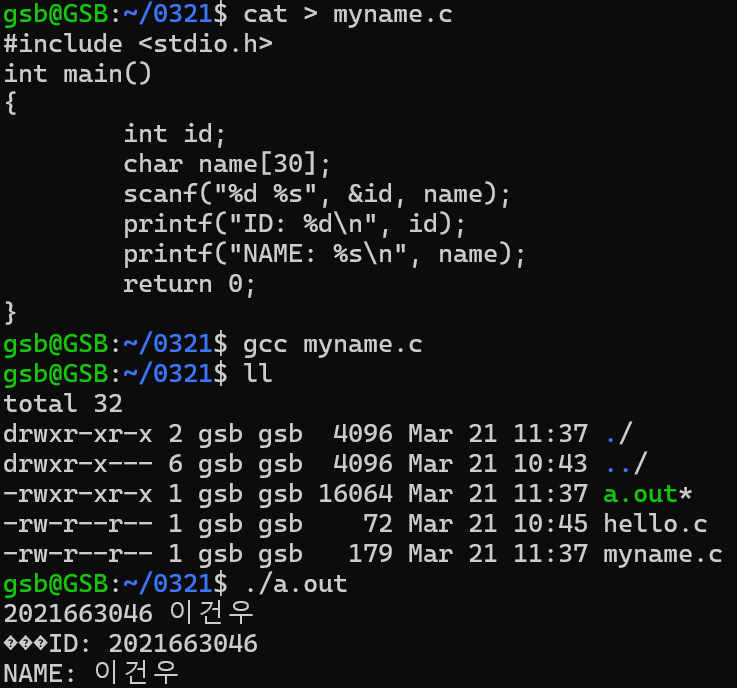 gsb@GSB:~/0321$ cat > myname.c
#include <stdio.h>
int main()
{
        int id;
        char name[30];
        scanf("%d %s", &id, name);
        printf("ID: %d\n", id);
        printf("NAME: %s\n", name);
        return 0;
}
gsb@GSB:~/0321$ gcc myname.c
gsb@GSB:~/0321$ ll
total 32
drwxr-xr-x 2 gsb gsb  4096 Mar 21 11:37 ./
drwxr-x--- 6 gsb gsb  4096 Mar 21 10:43 ../
-rwxr-xr-x 1 gsb gsb 16064 Mar 21 11:37 a.out*
-rw-r--r-- 1 gsb gsb    72 Mar 21 10:45 hello.c
-rw-r--r-- 1 gsb gsb   179 Mar 21 11:37 myname.c
gsb@GSB:~/0321$ ./a.out
2021663046 이건우
���ID: 2021663046
NAME: 이건우